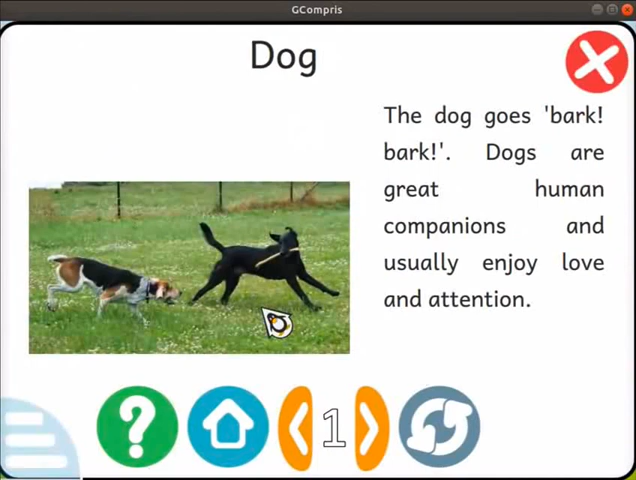 GCompris
Dog
The dog goes 'bark!
bark!'. Dogs are
great human
companions and
usually enjoy love
and attention.
?
1